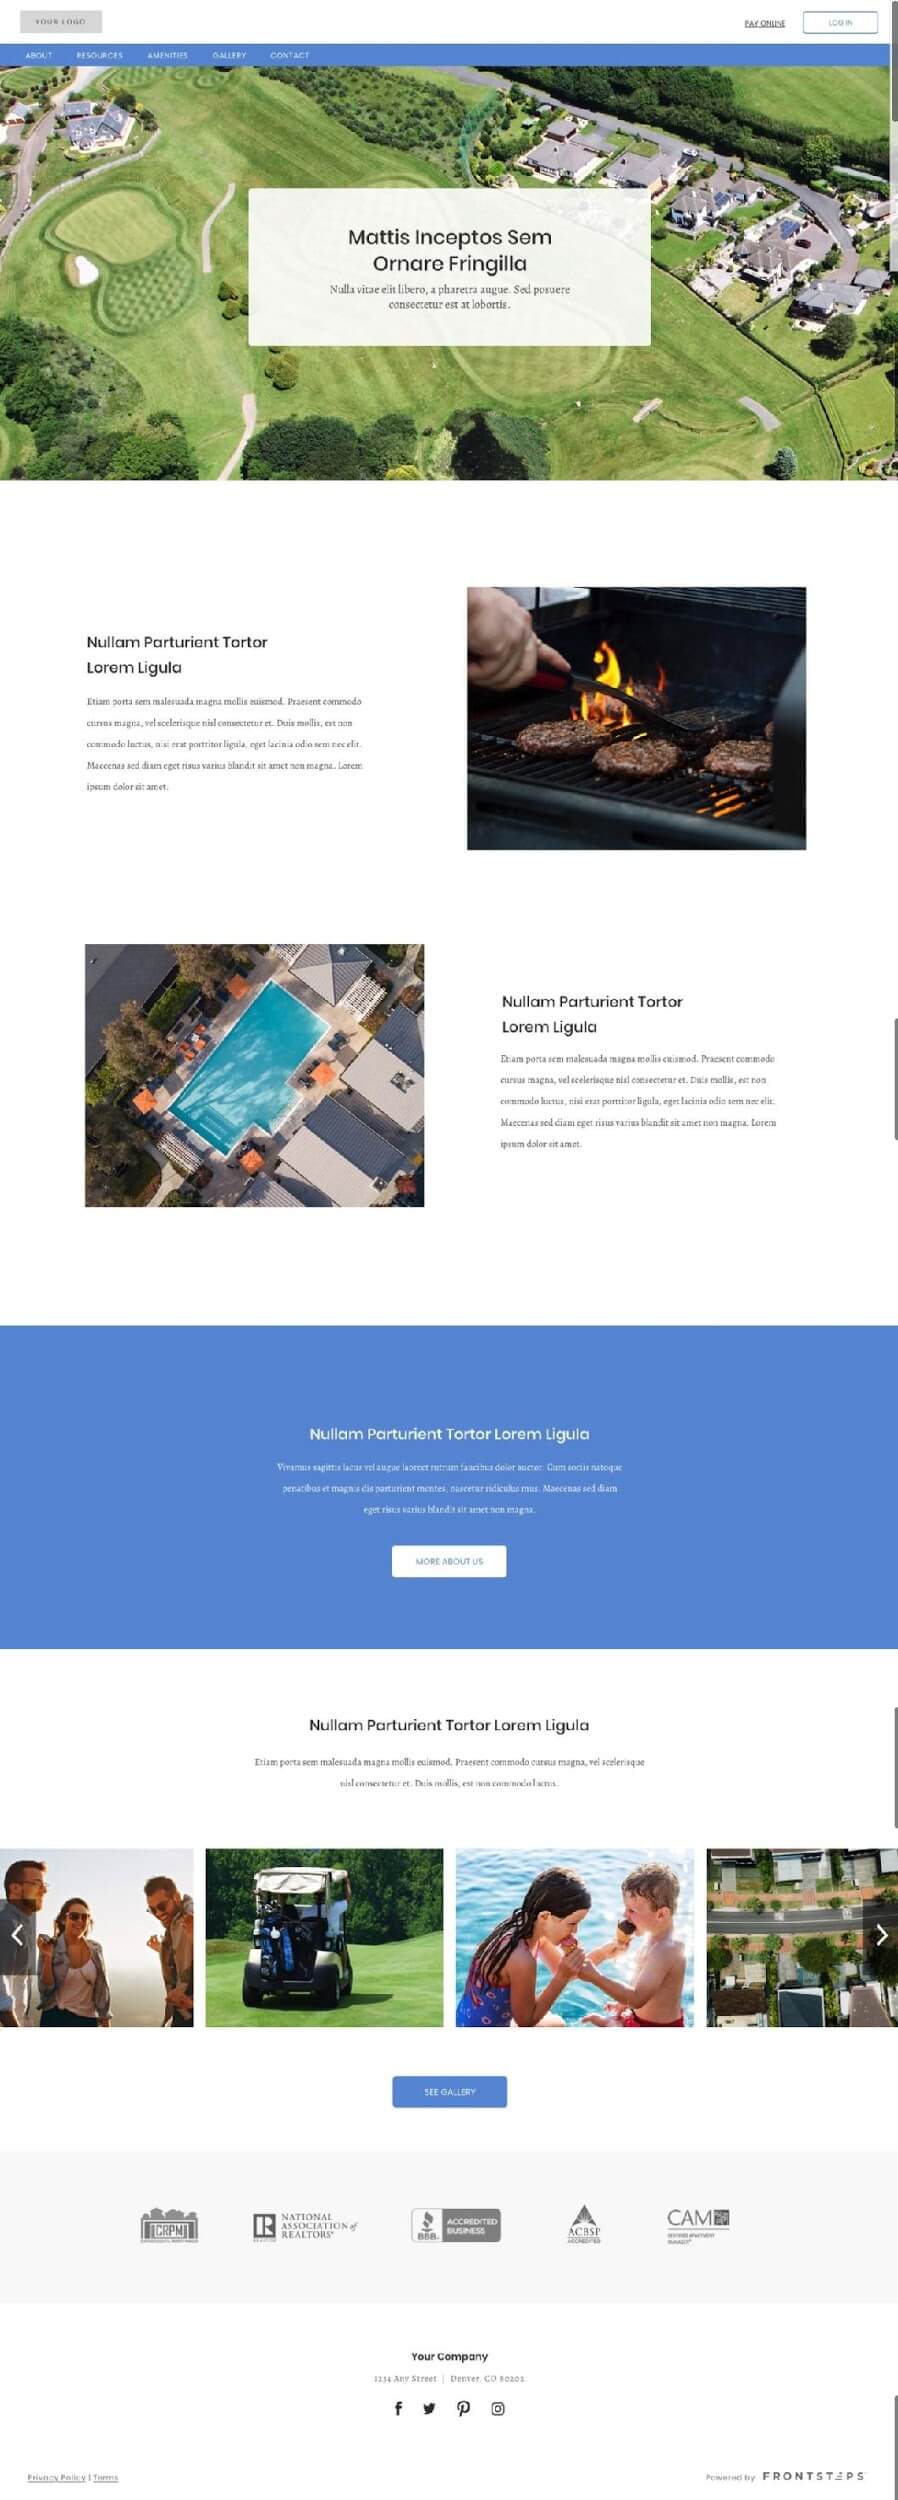 YOUR LOGO
PAY ONLINE
LOG IN
ABOUT RESOURCES AMENITIES GALLERY CONTACT
Mattis Inceptos Sem
Ornare Fringilla
Nulla vitae elit libero, a pharetra augue. Sed posuere
consectetur est at lobortis.
Nullam Parturient Tortor
Lorem Ligula
Etiam porta sem malesuada magna mollis euismod. Praesent commodo
cursus magna, vel scelerisque nisl consectetur et. Duis mollis, est non
commodo luctus, nisi erat porttitor ligula, eget lacinia odio sem nec elit.
Maecenas sed diam eget risus varius blandit sit amet non magna. Lorem
ipsum dolor sit amet.
Nullam Parturient Tortor
Lorem Ligula
Etiam porta sem malesuada magna mollis euismod. Praesent commodo
cursus magna, vel scelerisque nisl consectetur et. Duis mollis, est non
commodo luctus, nisi erat porttitor ligula, eget lacinia odio sem nec elit.
Maecenas sed diam eget risus varius blandit sit amet non magna. Lorem
ipsum dolor sit amet.
Nullam Parturient Tortor Lorem Ligula
Vivamus sagittis lacus vel augue laoreet rutrum faucibus dolor auctor. Cum sociis natoque
penatibus et magnis dis parturient montes, nascetur ridiculus mus. Maecenas sed diam
eget risus varius blandit sit amet non magna.
MORE ABOUT US
Nullam Parturient Tortor Lorem Ligula
Etiam porta sem malesuada magna mollis euismod. Praesent commodo cursus magna, vel scelerisque
nisl consectetur et. Duis mollis, est non commodo luctus.
SEE GALLERY
CRPM
NATIONAL
ASSOCIATION of
REALTORS®
BBB.
ACCREDITED
BUSINESS
ACBSP
ACCREDITED
CAM
CERTIFIED APARTMENT
MANAGER®
Your Company
1234 Any Street | Denver, CO 80202
Privacy Policy | Terms
Powered by FRONTSTEPS